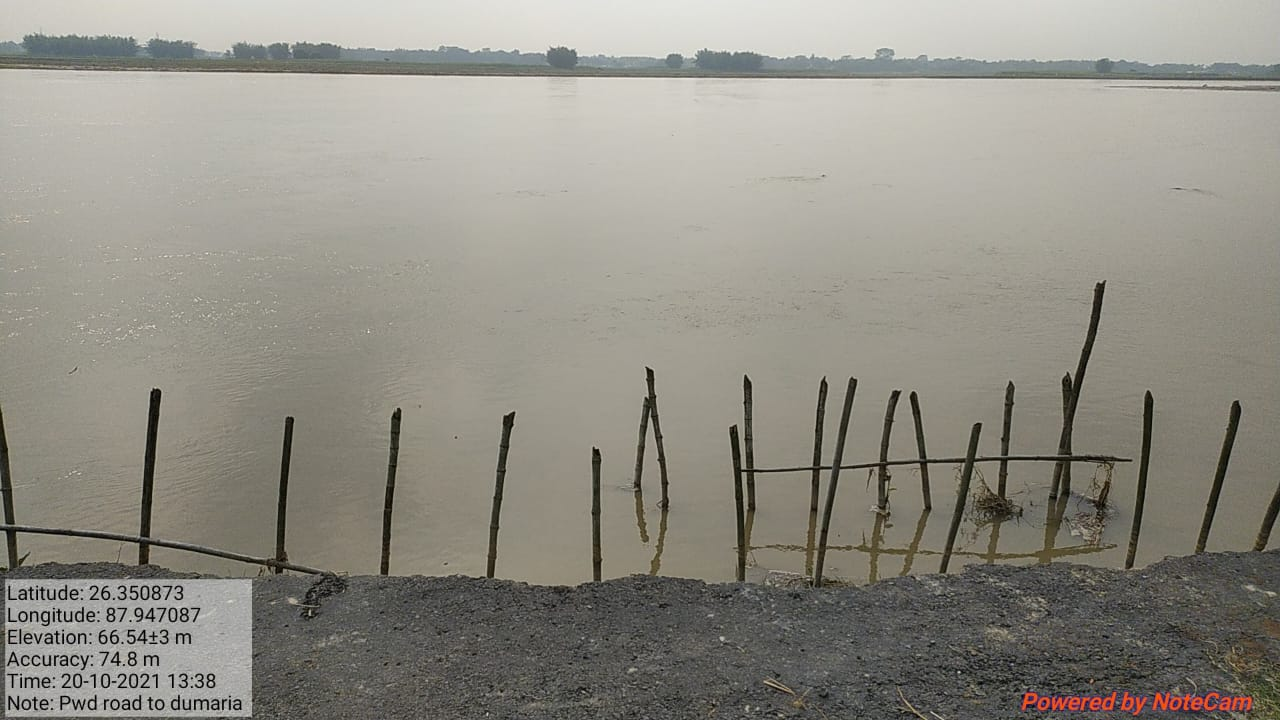 Latitude: 26.350873
Longitude: 87.947087
Elevation: 66.54±3 m
Accuracy: 74.8 m
Time: 20-10-2021 13:38
Note: Pwd road to dumaria
Powered by NoteCam